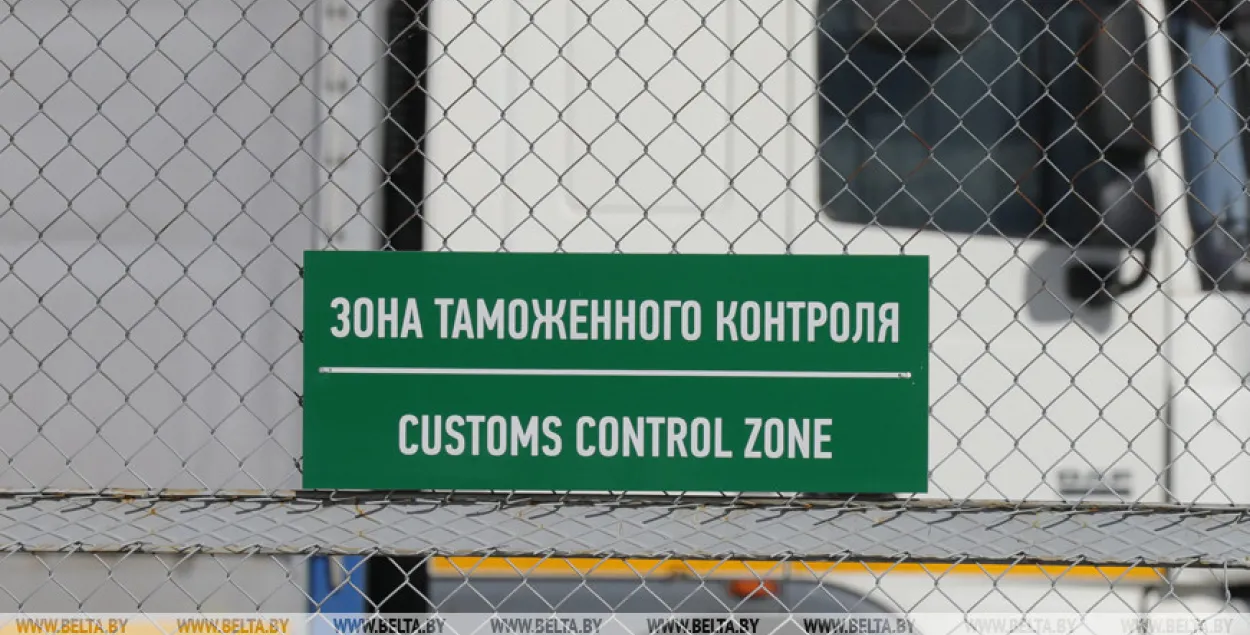 ЗОНА ТАМОЖЕННОГО КОНТРОЛЯ
CUSTOMS CONTROL ZONE
WWW.BELTA.BY WWW.BELTA.BY WWW.BELTA.BY WWW.BELTA.BY WWW.BELTA.BY WWW.BELTA.BY WWW.BELTA.BY WWW.BELTA.BY